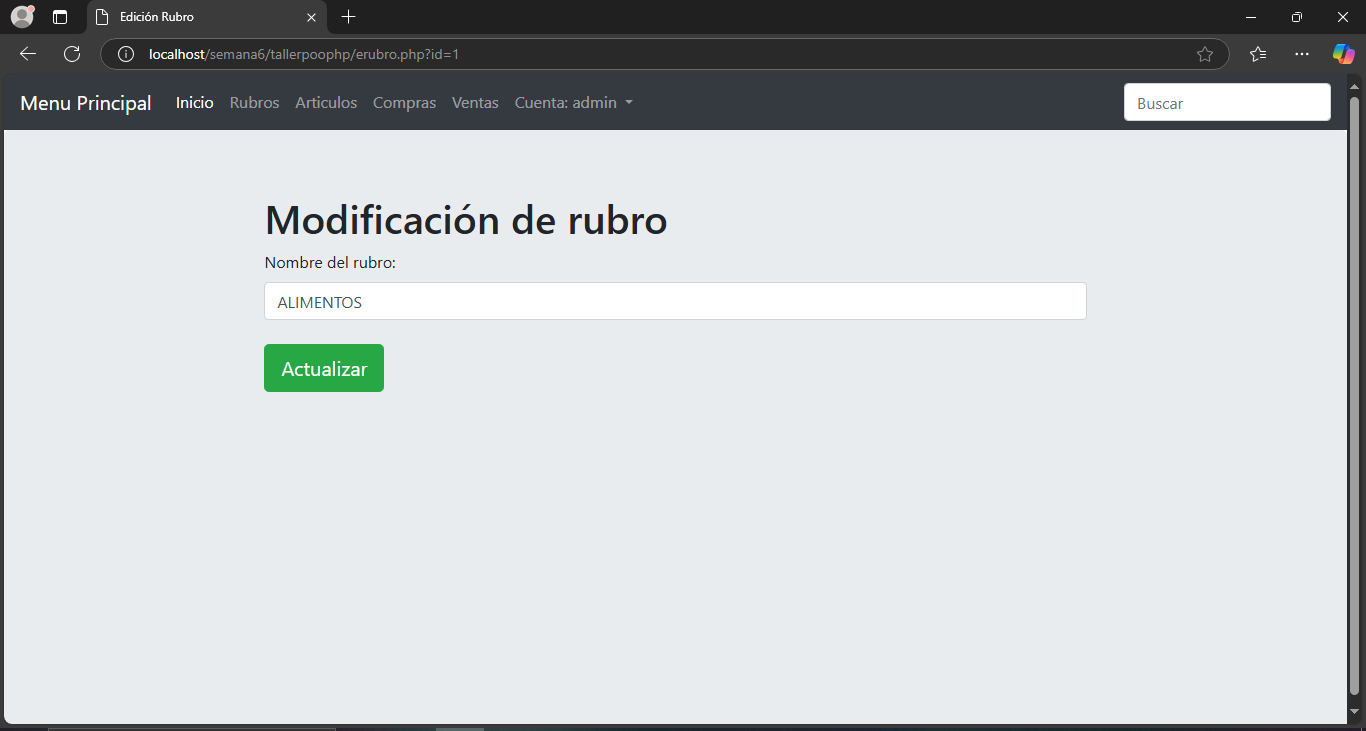 Edición Rubro
localhost/semana6/tallerpoophp/erubro.php?id=1
Menu Principal Inicio Rubros Articulos Compras Ventas Cuenta: admin Buscar
Modificación de rubro
Nombre del rubro:
ALIMENTOS
Actualizar